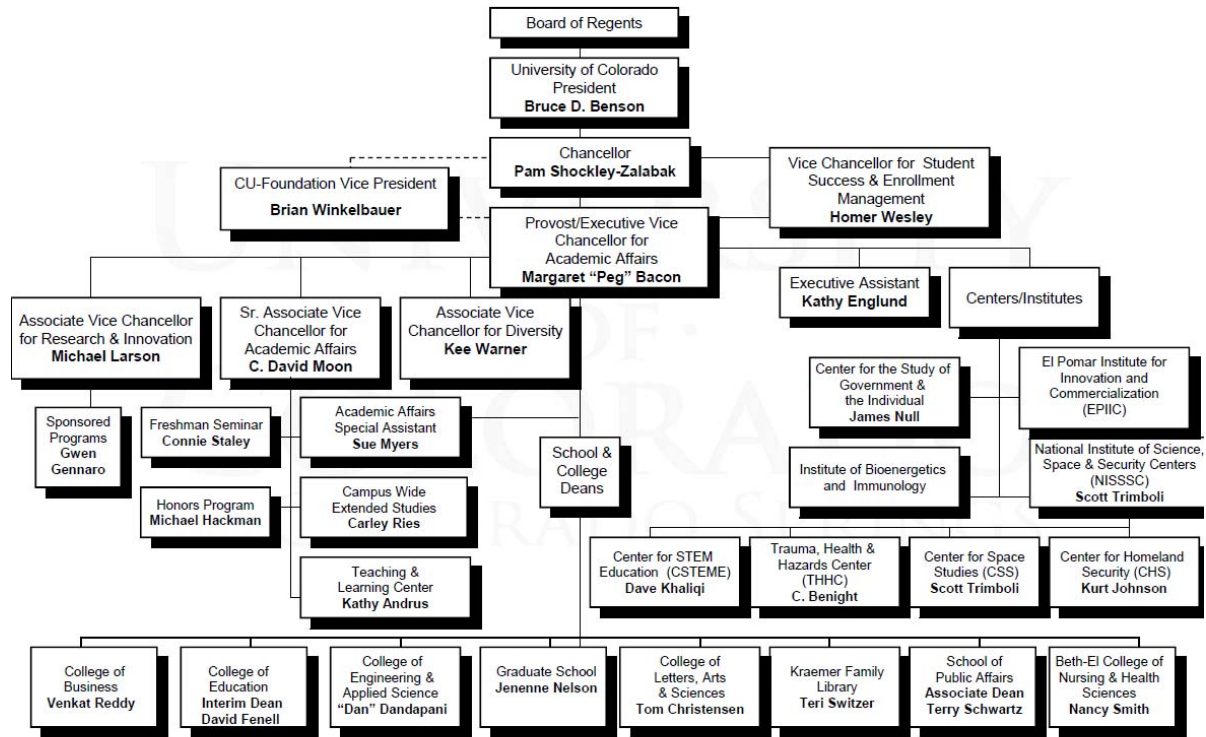 Board of Regents
University of Colorado
President
Bruce D. Benson
Chancellor
Pam Shockley-Zalabak
CU-Foundation Vice President
Brian Winkelbauer
Vice Chancellor for Student
Success & Enrollment
Management
Homer Wesley
Provost/Executive Vice
Chancellor for
Academic Affairs
Margaret “Peg” Bacon
Associate Vice Chancellor
for Research & Innovation
Michael Larson
Sr. Associate Vice
Chancellor for
Academic Affairs
C. David Moon
Associate Vice
Chancellor for Diversity
Kee Warner
Executive Assistant
Kathy Englund
Centers/Institutes
Sponsored
Programs
Gwen
Gennaro
Freshman Seminar
Connie Staley
Academic Affairs
Special Assistant
Sue Myers
Honors Program
Michael Hackman
Campus Wide
Extended Studies
Carley Ries
Teaching &
Learning Center
Kathy Andrus
School &
College
Deans
Center for the Study of
Government &
the Individual
James Null
El Pomar Institute for
Innovation and
Commercialization
(EPIIC)
Institute of Bioenergetics
and Immunology
National Institute of Science,
Space & Security Centers
(NISSSC)
Scott Trimboli
Center for STEM
Education (CSTEME)
Dave Khaliqi
Trauma, Health &
Hazards Center
(THHC)
C. Benight
Center for Space
Studies (CSS)
Scott Trimboli
Center for Homeland
Security (CHS)
Kurt Johnson
College of
Business
Venkat Reddy
College of
Education
Interim Dean
David Fenell
College of
Engineering
& Applied Science
“Dan” Dandapani
Graduate School
Jenenne Nelson
College of
Letters, Arts
& Sciences
Tom Christensen
Kraemer Family
Library
Teri Switzer
School of
Public Affairs
Associate Dean
Terry Schwartz
Beth-El College of
Nursing & Health
Sciences
Nancy Smith